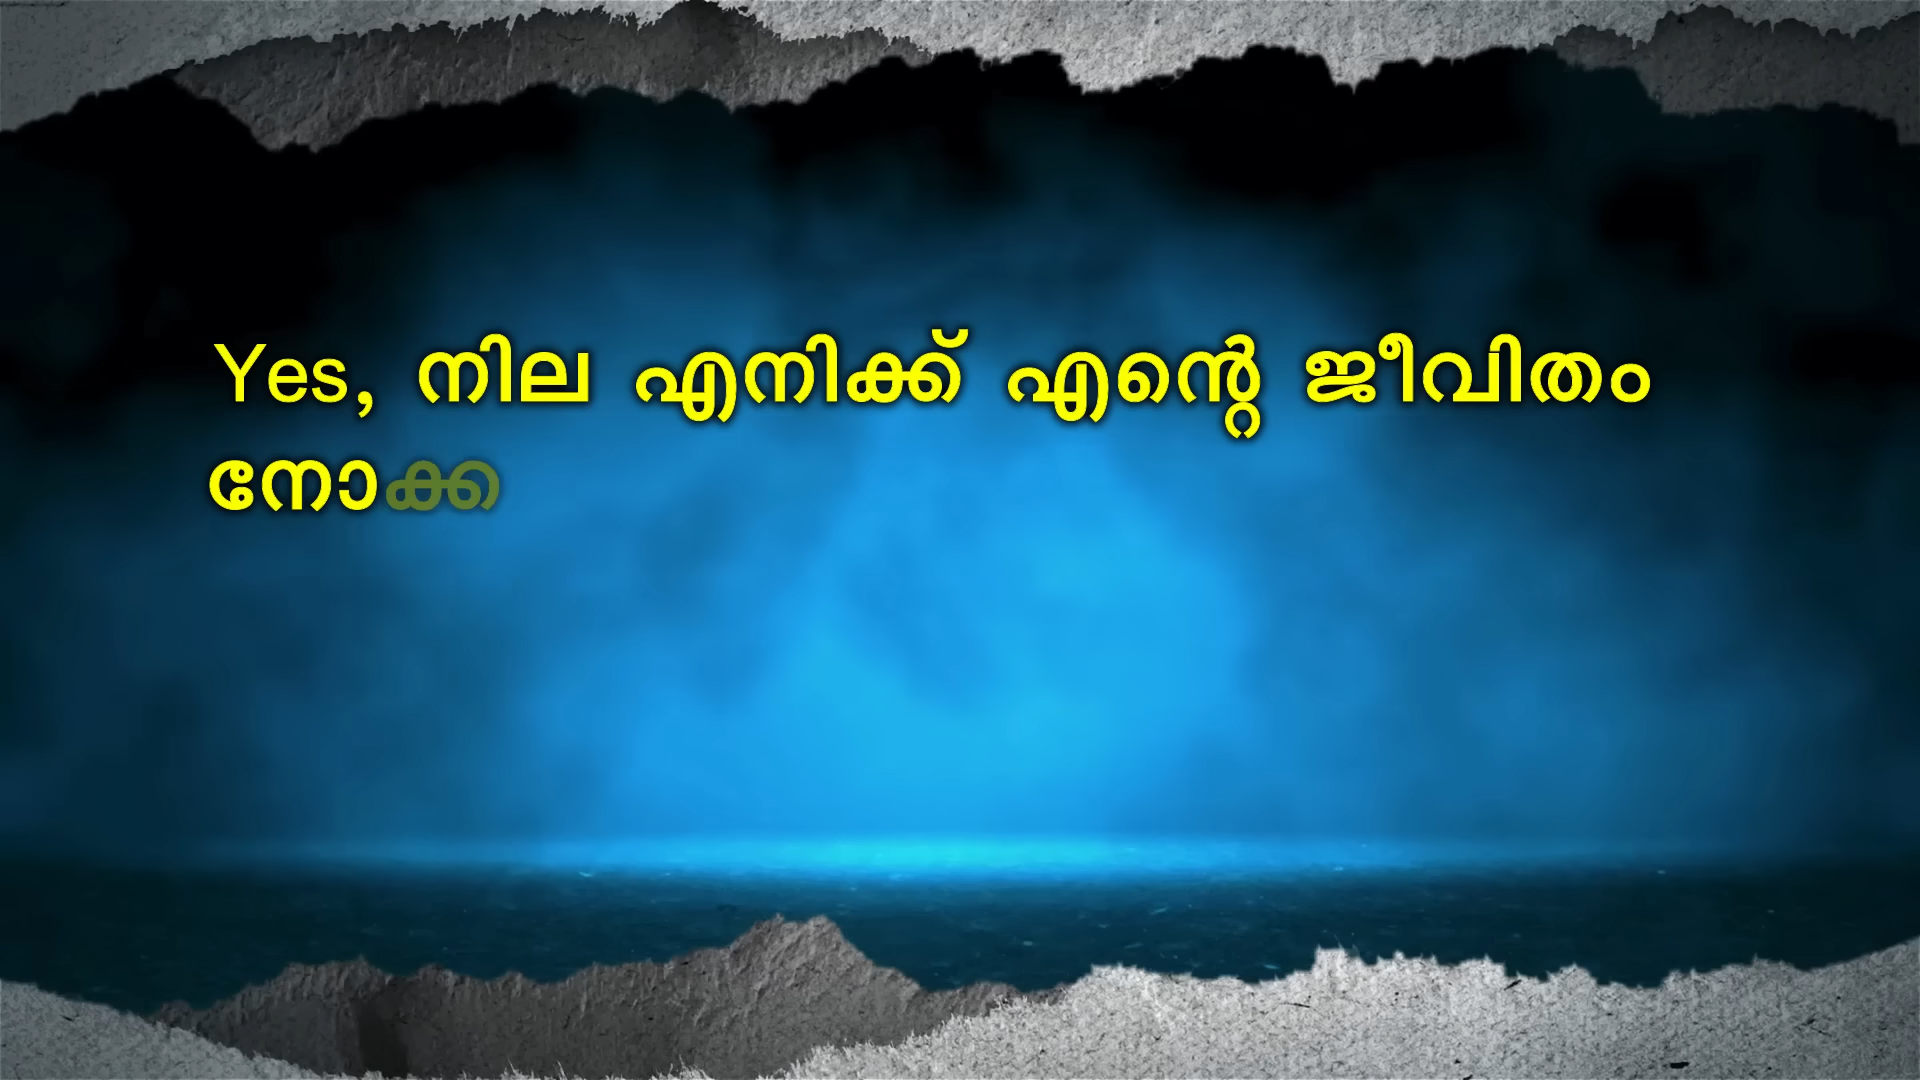 Yes, നില എനിക്ക് എന്റെ ജീവിതം
നോക്ക